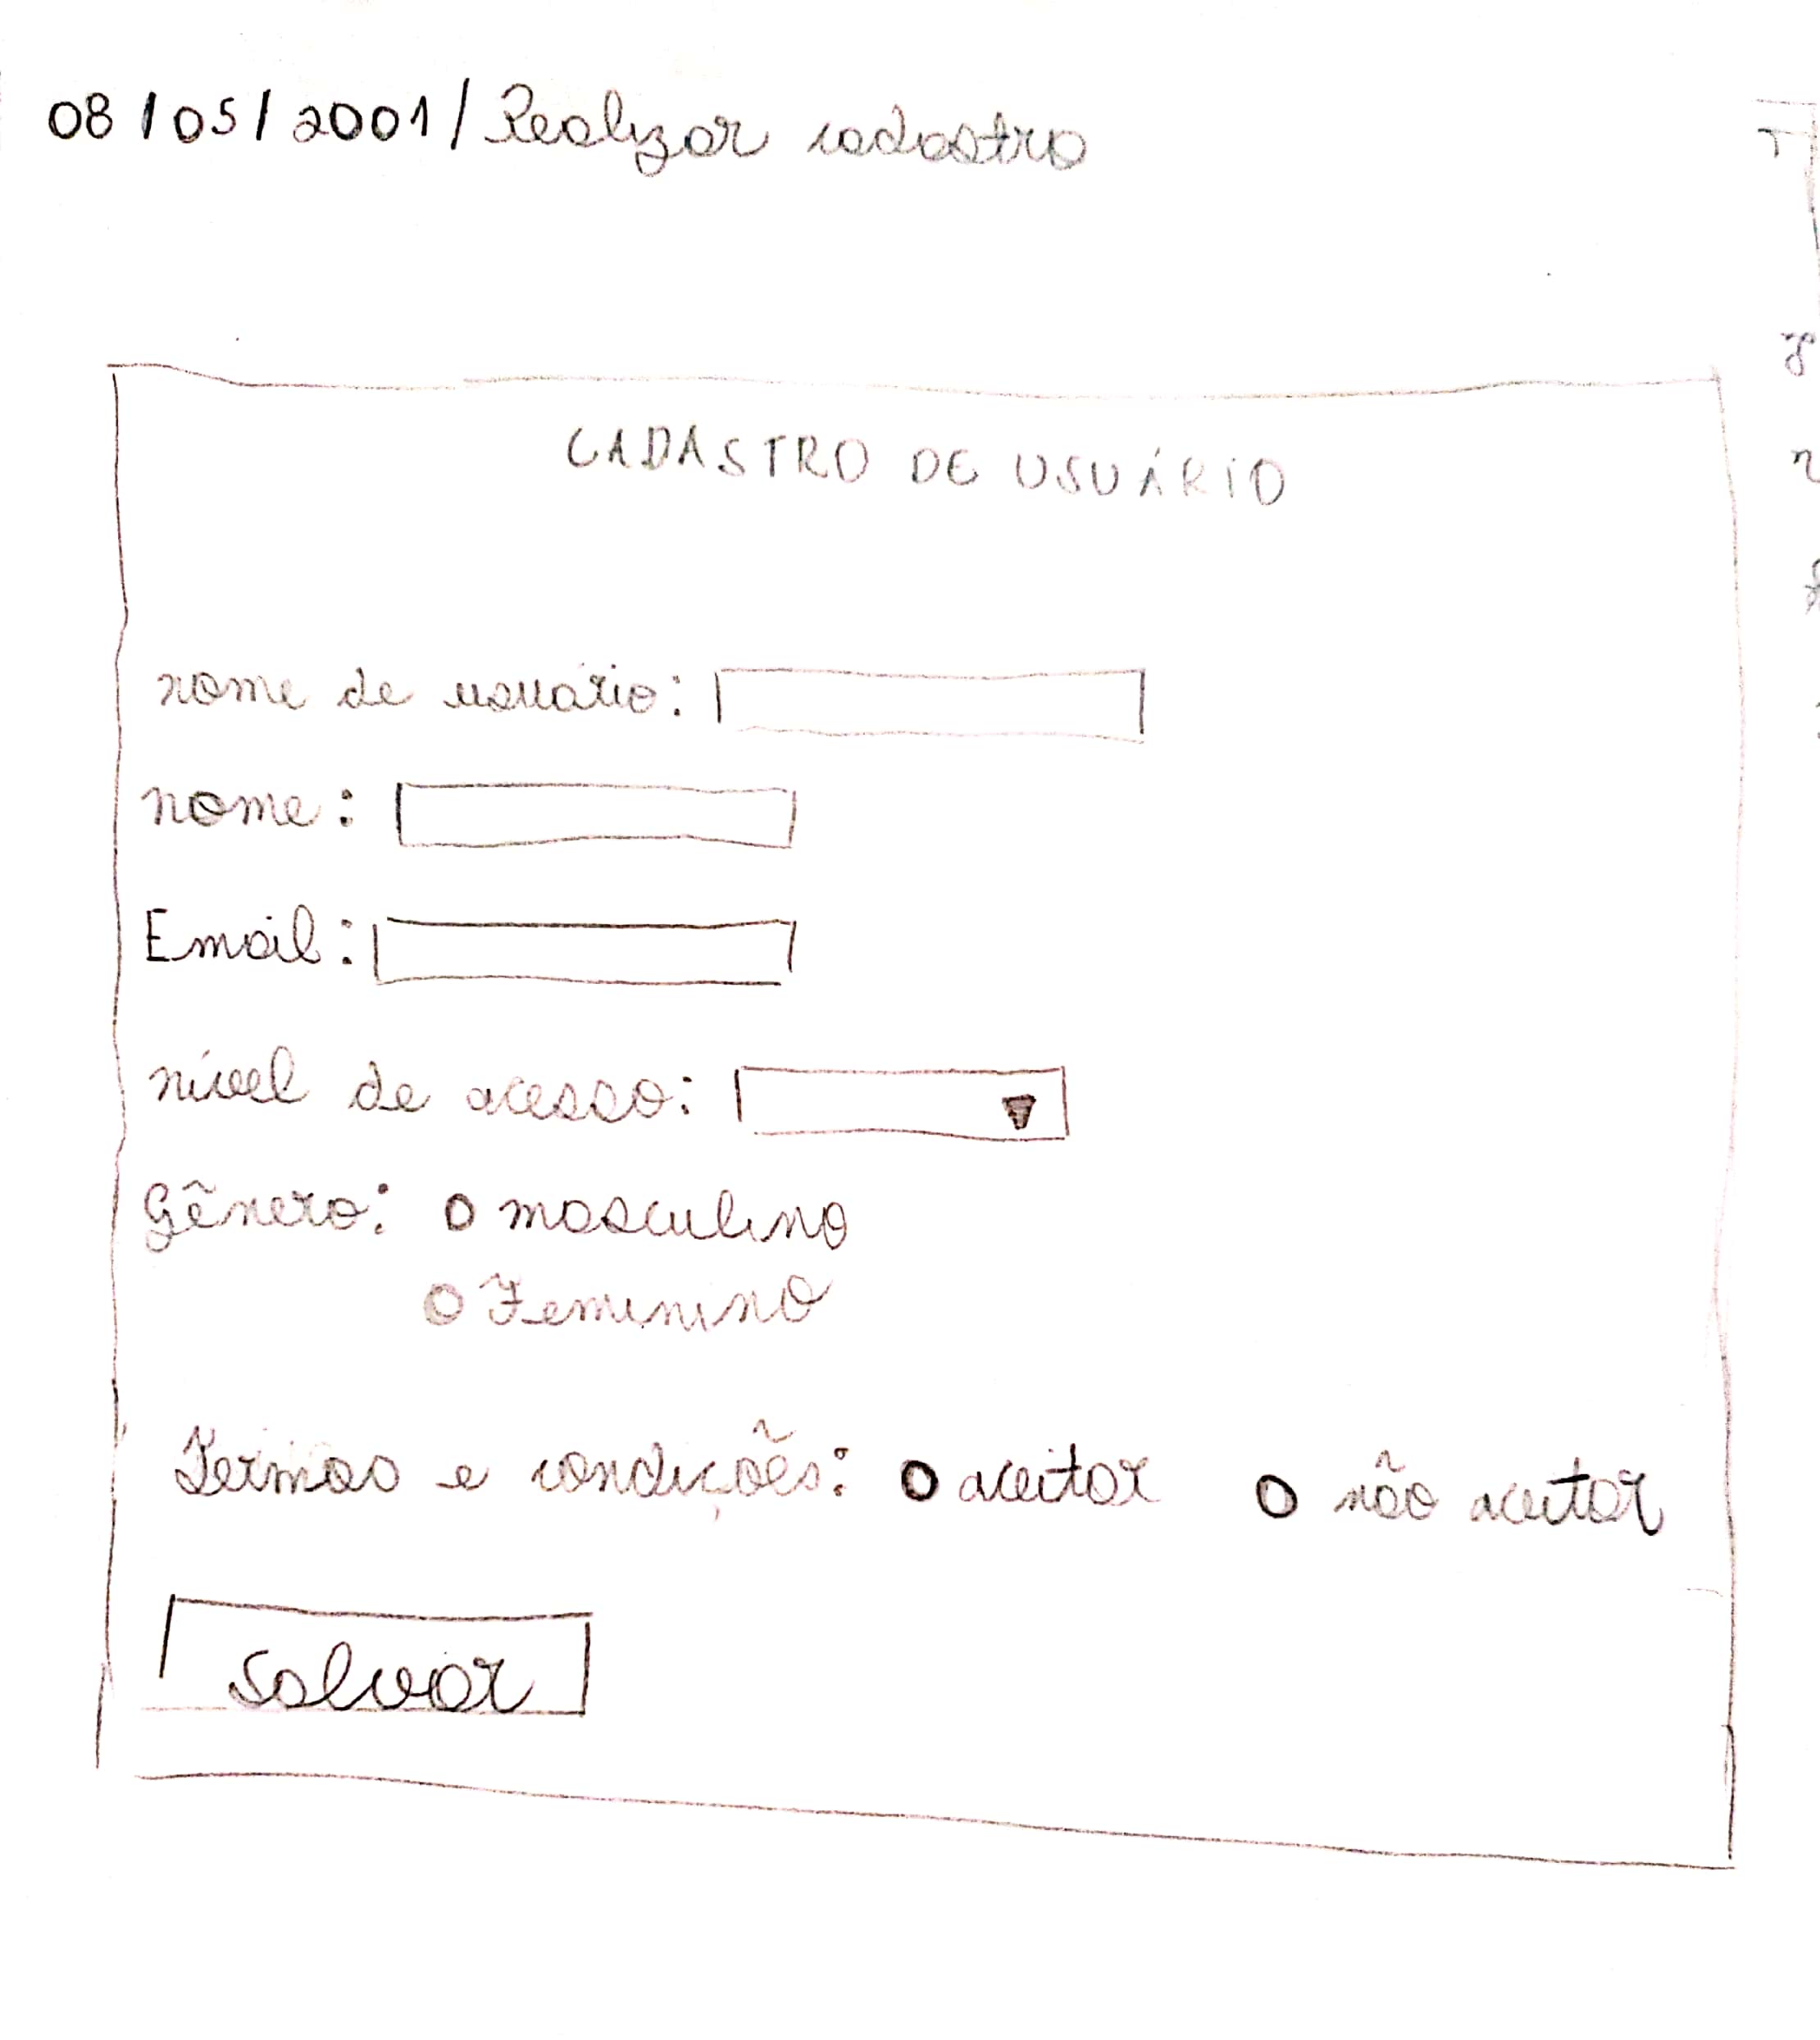 08/05/2001/Realizar cadastro
CADASTRO DE USUÁRIO
nome de usuário:
nome:
Email:
nível de acesso:
Gênero: O masculino
O Feminino
Termos e condições: O aceitar O não aceitar
Salvar